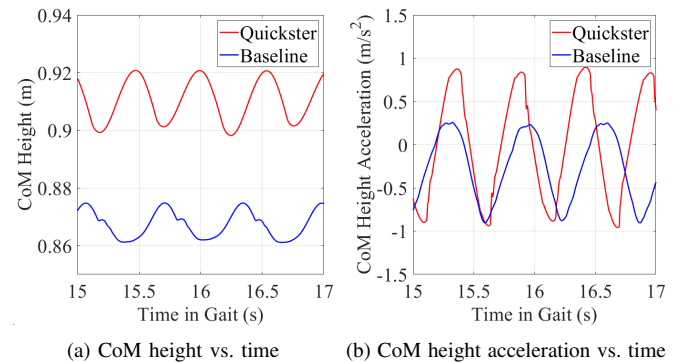 0.94
0.92
0.9
0.88
0.86
CoM Height (m)
Quickster
Baseline
15 15.5 16 16.5 17
Time in Gait (s)
(a) CoM height vs. time
1.5
1
0.5
0
-0.5
-1
-1.5
CoM Height Acceleration (m/s²)
Quickster
Baseline
15 15.5 16 16.5 17
Time in Gait (s)
(b) CoM height acceleration vs. time